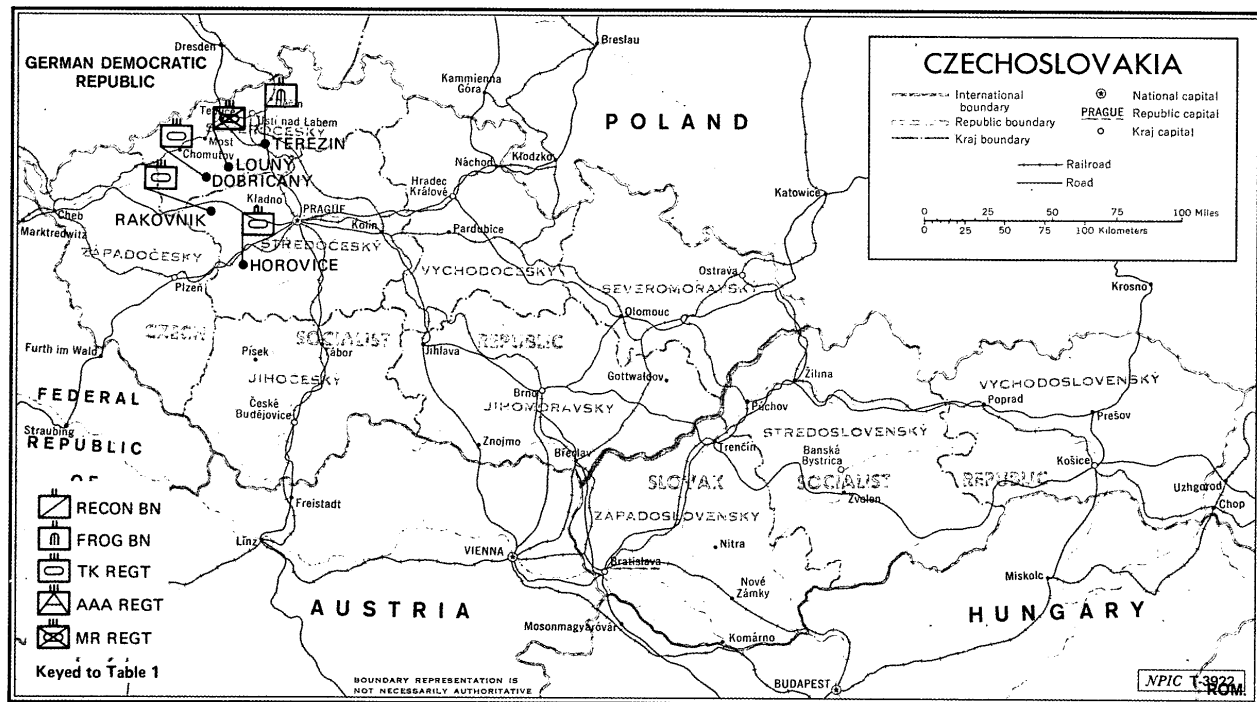 CZECHOSLOVAKIA
International boundary
Republic boundary
Kraj boundary
National capital
PRAGUE Republic capital
Kraj capital
Railroad
Road
0 25 50 75 100 Miles
0 25 50 75 100 Kilometers
Dresden
GERMAN DEMOCRATIC
REPUBLIC
Breslau
Kammienna
Góra
POLAND
Ústí nad Labem
TEREZIN
Most
Chomutov
LOUNY
DOBRICANY
Náchod
Kłodzko
Hradec
Králové
Katowice
Cheb
Marktredwitz
RAKOVNIK
Kladno
PRAGUE
Kolín
Pardubice
STŘEDOČESKÝ
ZÁPADOČESKÝ
HOROVICE
VÝCHODOČESKÝ
Plzeň
Ostrava
SEVEROMORAVSKÝ
Krosno
Olomouc
CZECH SOCIALIST REPUBLIC
Furth im Wald
Písek
Tábor
Jihlava
JIHOČESKÝ
Gottwaldov
Žilina
VÝCHODOSLOVENSKÝ
Poprad
Prešov
FEDERAL
REPUBLIC
OF
České
Budějovice
Brno
JIHOMORAVSKÝ
Púchov
Straubing
Znojmo
STREDOSLOVENSKÝ
Trenčín
Břeclav
Banská
Bystrica
Košice
SLOVAK SOCIALIST REPUBLIC
Zvolen
Uzhgorod
Chop
Freistadt
ZÁPADOSLOVENSKÝ
Linz
VIENNA
Nitra
Bratislava
Miskolc
Nové
Zámky
AUSTRIA
HUNGARY
Mosonmagyaróvár
Komárno
BUDAPEST
RECON BN
FROG BN
TK REGT
AAA REGT
MR REGT
Keyed to Table 1
BOUNDARY REPRESENTATION IS
NOT NECESSARILY AUTHORITATIVE
NPIC T-3922
ROM.